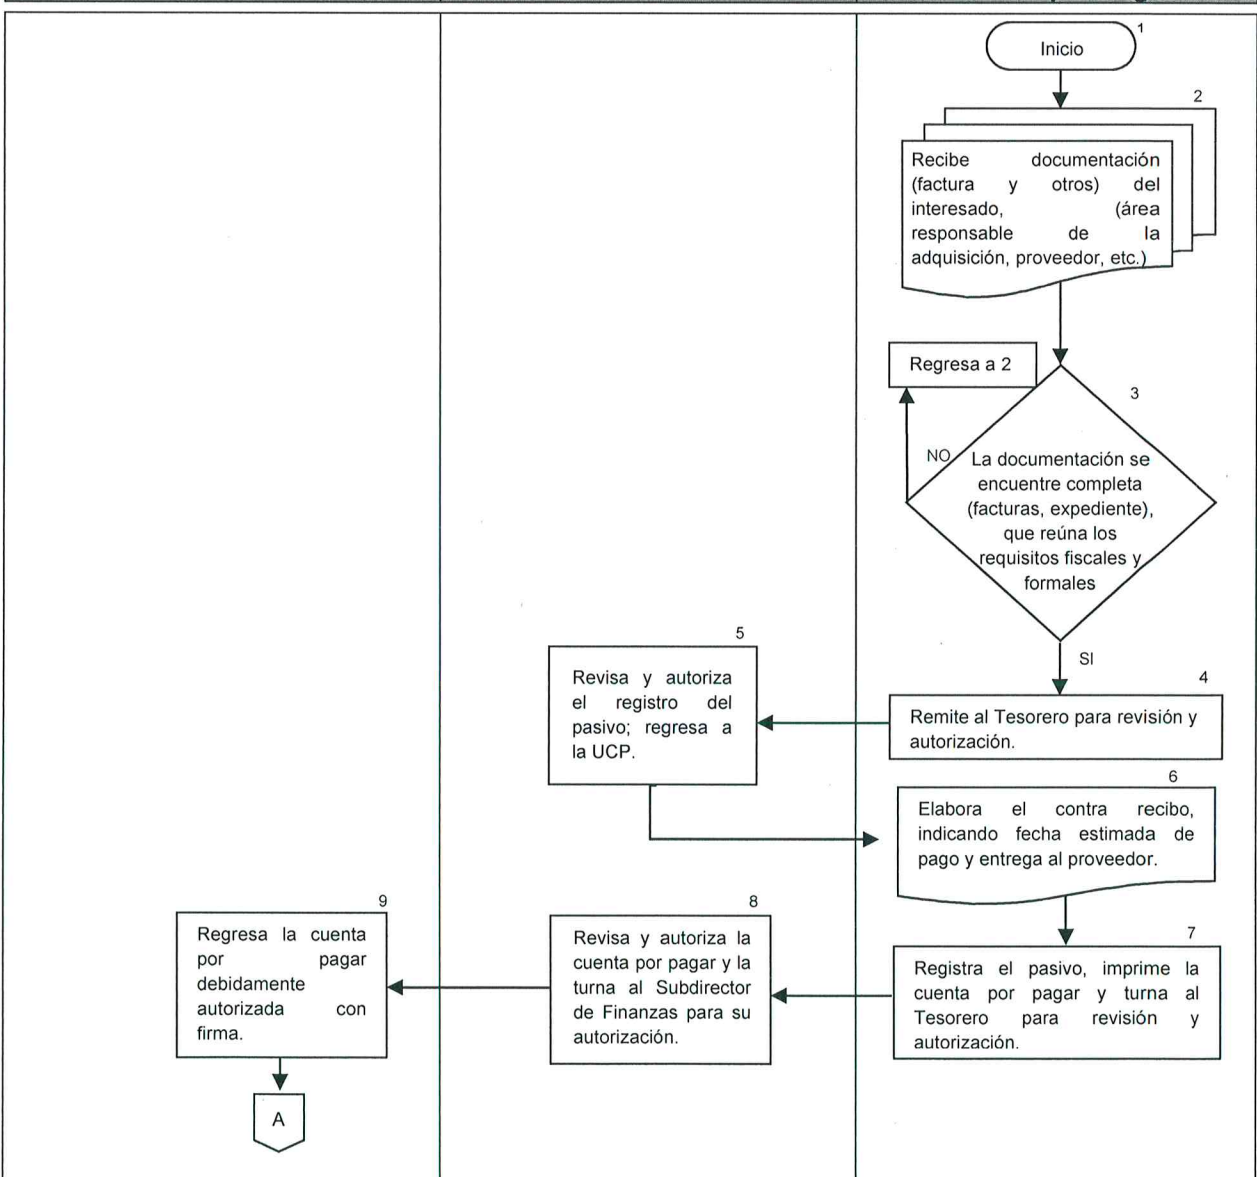 1
Inicio
2
Recibe documentación
(factura y otros) del
interesado, (área
responsable de la
adquisición, proveedor, etc.)
Regresa a 2
3
NO
La documentación se
encuentre completa
(facturas, expediente),
que reúna los
requisitos fiscales y
formales
SI
4
Remite al Tesorero para revisión y
autorización.
5
Revisa y autoriza
el registro del
pasivo; regresa a
la UCP.
6
Elabora el contra recibo,
indicando fecha estimada de
pago y entrega al proveedor.
7
Registra el pasivo, imprime la
cuenta por pagar y turna al
Tesorero para revisión y
autorización.
8
Revisa y autoriza la
cuenta por pagar y la
turna al Subdirector
de Finanzas para su
autorización.
9
Regresa la cuenta
por pagar
debidamente
autorizada con
firma.
A